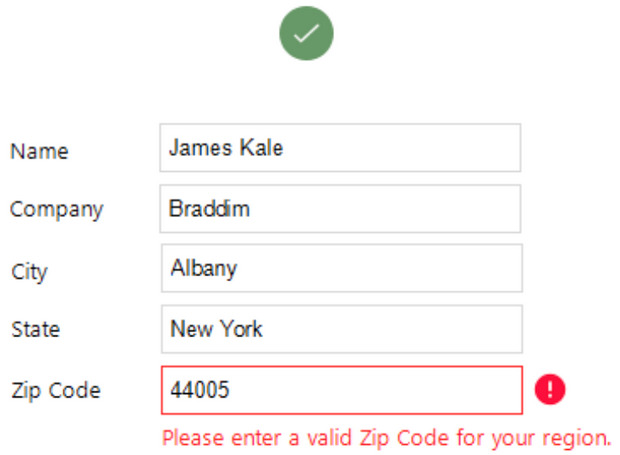 Name James Kale
Company Braddim
City Albany
State New York
Zip Code 44005
Please enter a valid Zip Code for your region.